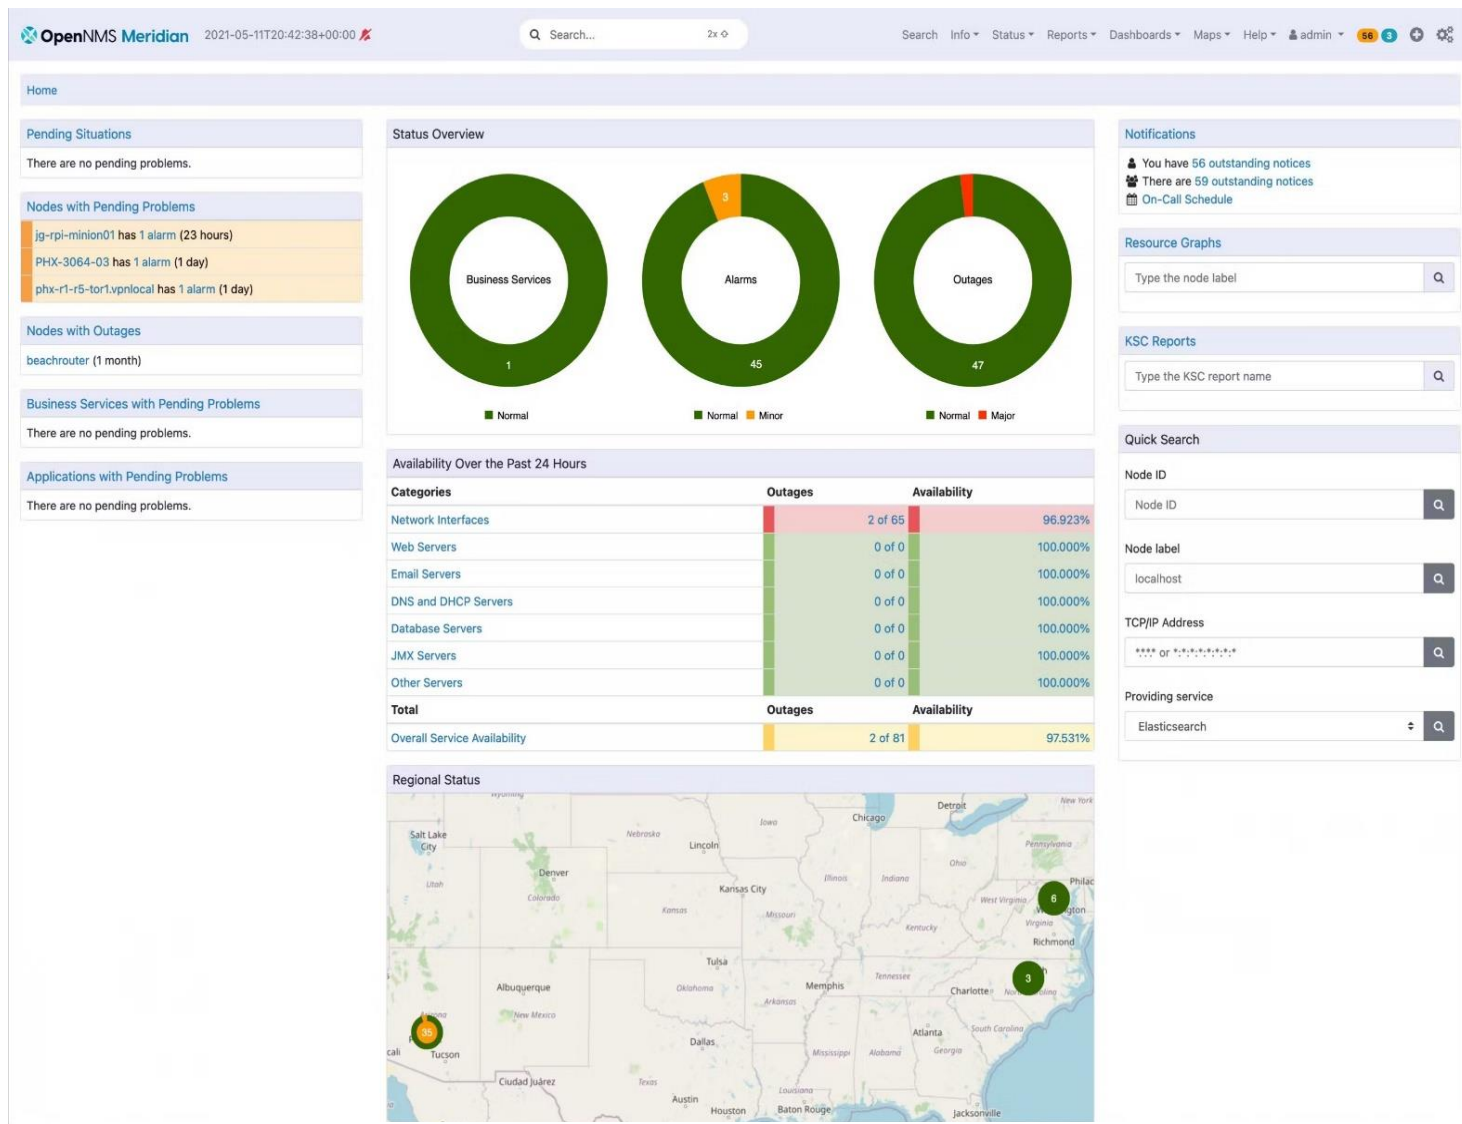 OpenNMS Meridian 2021-05-11T20:42:38+00:00
Search... 2x
Search Info Status Reports Dashboards Maps Help admin 56 3
Home
Pending Situations
There are no pending problems.
Nodes with Pending Problems
jg-rpi-minion01 has 1 alarm (23 hours)
PHX-3064-03 has 1 alarm (1 day)
phx-r1-r5-tor1.vpnlocal has 1 alarm (1 day)
Nodes with Outages
beachrouter (1 month)
Business Services with Pending Problems
There are no pending problems.
Applications with Pending Problems
There are no pending problems.
Status Overview
Business Services
1
Normal
3
Alarms
45
Normal Minor
Outages
47
Normal Major
Availability Over the Past 24 Hours
Categories Outages Availability
Network Interfaces 2 of 65 96.923%
Web Servers 0 of 0 100.000%
Email Servers 0 of 0 100.000%
DNS and DHCP Servers 0 of 0 100.000%
Database Servers 0 of 0 100.000%
JMX Servers 0 of 0 100.000%
Other Servers 0 of 0 100.000%
Total Outages Availability
Overall Service Availability 2 of 81 97.531%
Regional Status
Wyoming
Detroit
New York
Iowa
Chicago
Salt Lake
City
Nebraska
Lincoln
Pennsylvania
Ohio
Denver
Utah
Illinois
Indiana
Philac
Kansas City
Colorado
West Virginia
6
Kansas
Missouri
gton
Kentucky
Virginia
Richmond
Tulsa
Tennessee
3
Albuquerque
Oklahoma
Memphis
Charlotte
Arkansas
Arizona
New Mexico
35
Atlanta
South Carolina
Dallas
cali
Tucson
Mississippi
Alabama
Georgia
Ciudad Juárez
Texas
Louisiana
Austin
Houston
Baton Rouge
Jacksonville
Notifications
You have 56 outstanding notices
There are 59 outstanding notices
On-Call Schedule
Resource Graphs
Type the node label
KSC Reports
Type the KSC report name
Quick Search
Node ID
Node ID
Node label
localhost
TCP/IP Address
*.*.*.* or *:*:*:*:*:*:*:*
Providing service
Elasticsearch